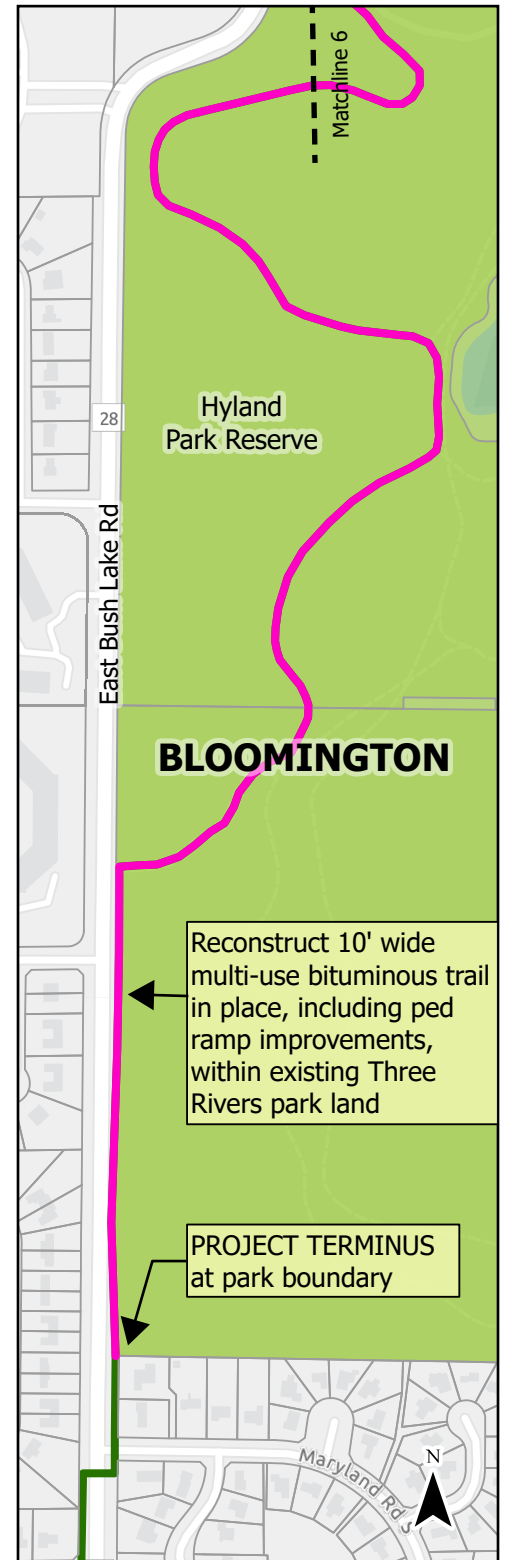 Matchline 6
Hyland
Park Reserve
28
East Bush Lake Rd
BLOOMINGTON
Reconstruct 10' wide
multi-use bituminous trail
in place, including ped
ramp improvements,
within existing Three
Rivers park land
PROJECT TERMINUS
at park boundary
Maryland Rd S
N